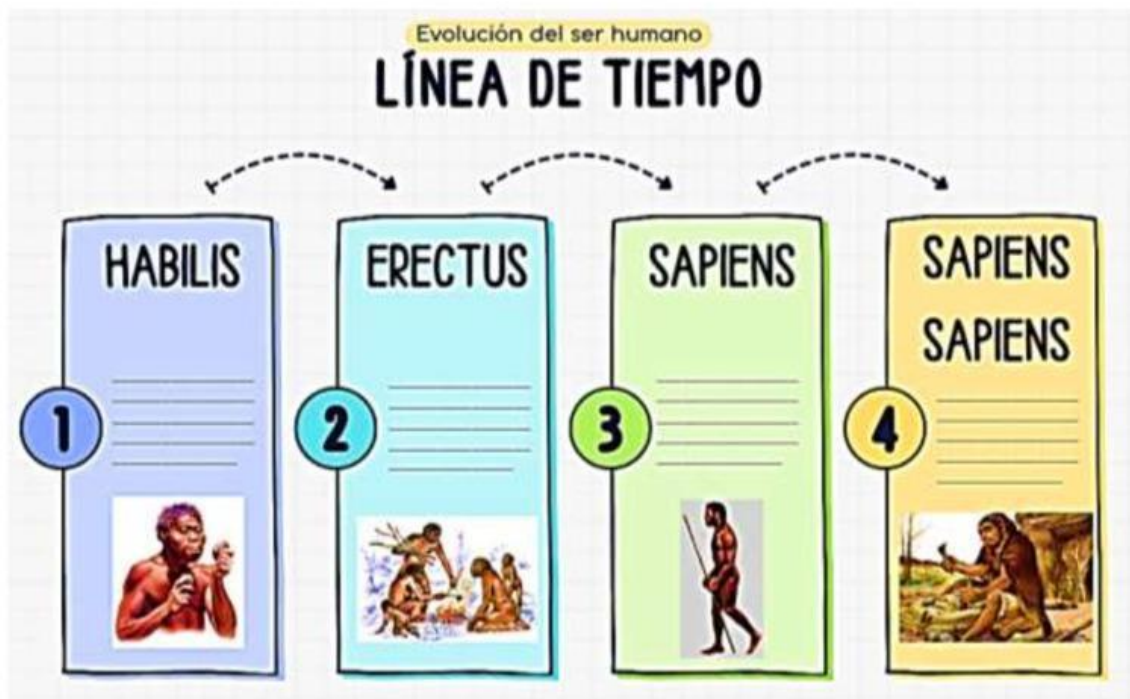 Evolución del ser humano
LÍNEA DE TIEMPO
HABILIS
ERECTUS
SAPIENS
SAPIENS
SAPIENS
1
2
3
4